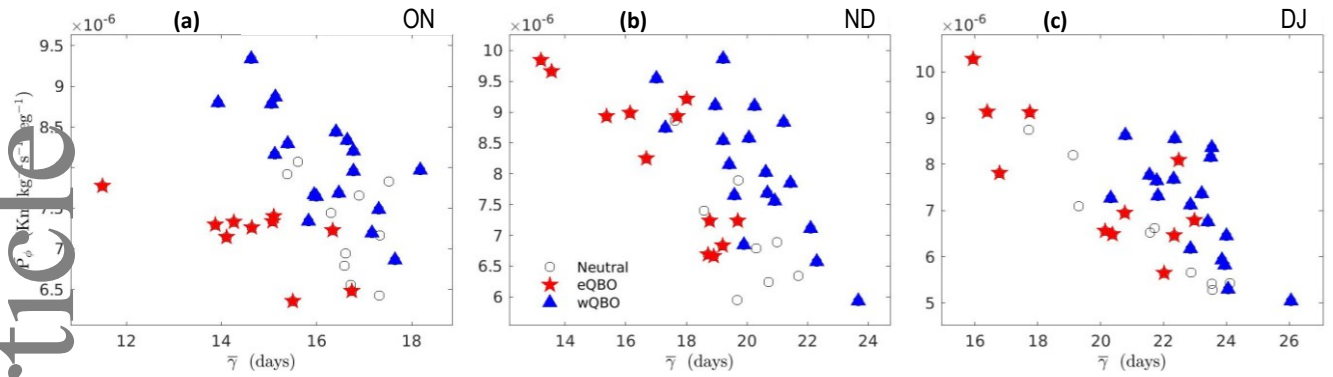 ×10⁻⁶ (a) ON
9.5
9
8.5
8
7.5
7
6.5
12 14 16 18
γ̅ (days)
×10⁻⁶ (b) ND
10
9.5
9
8.5
8
7.5
7
6.5
6
Neutral
eQBO
wQBO
14 16 18 20 22 24
γ̅ (days)
×10⁻⁶ (c) DJ
10
9
8
7
6
5
16 18 20 22 24 26
γ̅ (days)
ticle